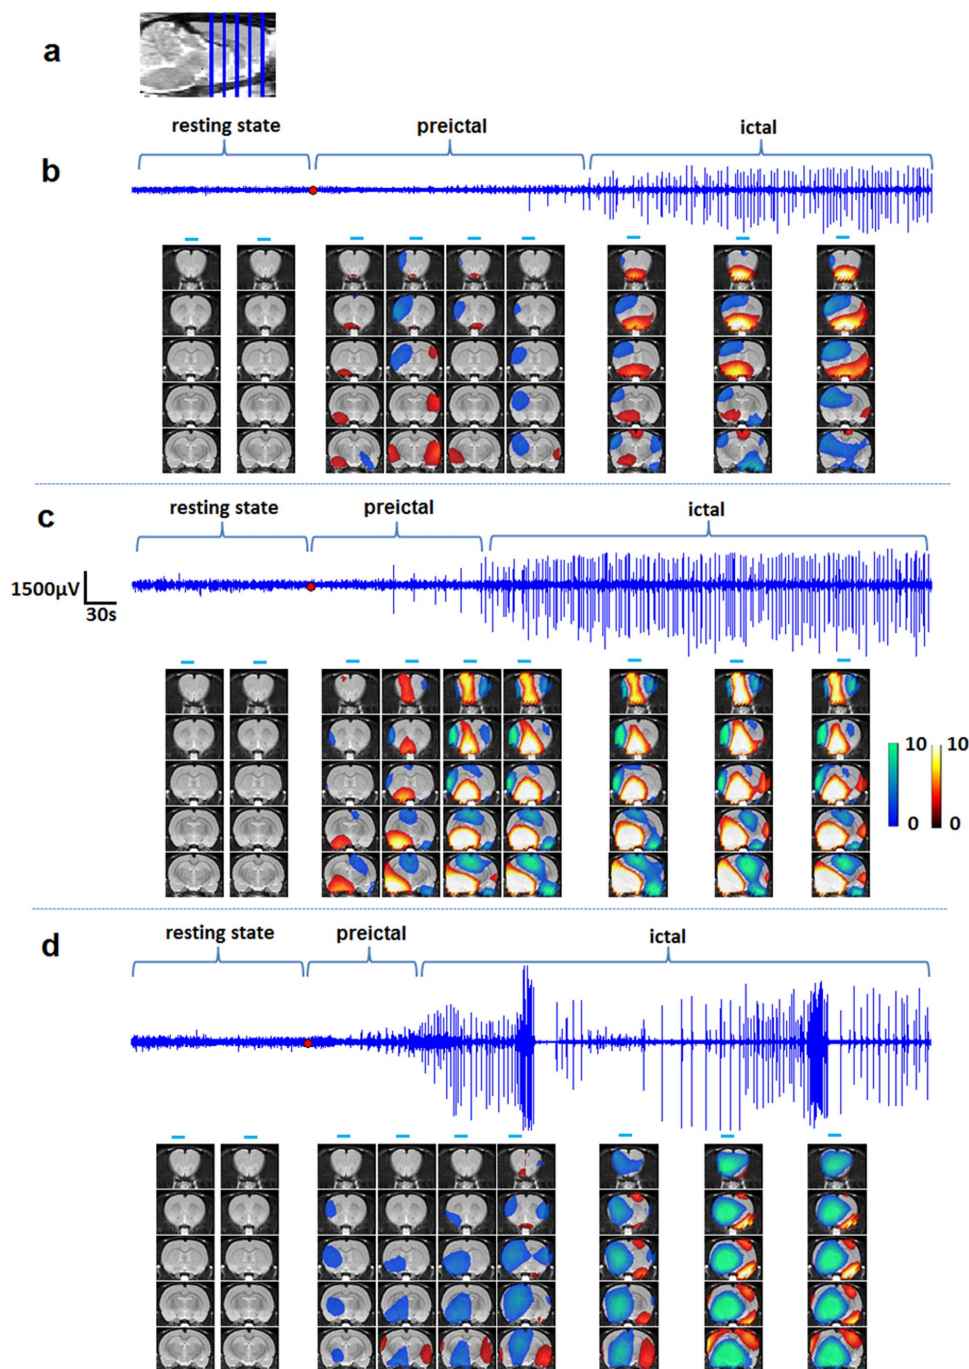 a
resting state preictal ictal
b
c
resting state preictal ictal
1500µV
30s
10 10
0 0
d
resting state preictal ictal